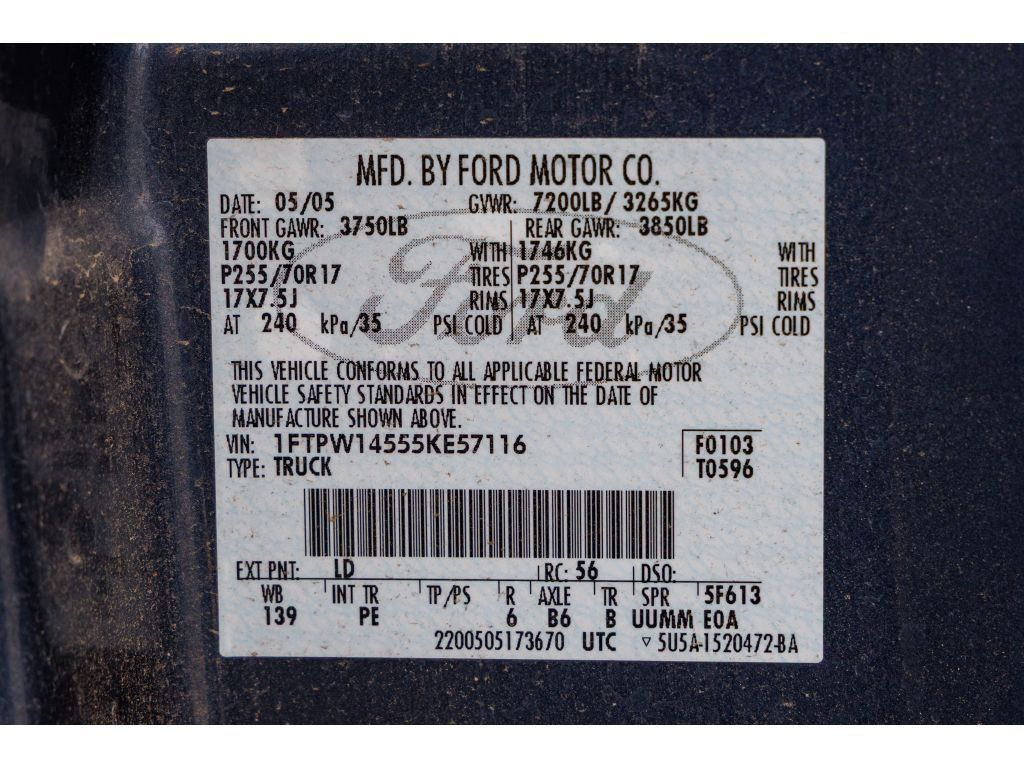 MFD. BY FORD MOTOR CO.
DATE: 05/05 GVWR: 7200LB/ 3265KG
FRONT GAWR: 3750LB REAR GAWR: 3850LB
1700KG WITH 1746KG WITH
P255/70R17 TIRES P255/70R17 TIRES
17X7.5J RIMS 17X7.5J RIMS
AT 240 kPa/35 PSI COLD AT 240 kPa/35 PSI COLD
Ford
THIS VEHICLE CONFORMS TO ALL APPLICABLE FEDERAL MOTOR
VEHICLE SAFETY STANDARDS IN EFFECT ON THE DATE OF
MANUFACTURE SHOWN ABOVE.
VIN: 1FTPW14555KE57116 F0103
TYPE: TRUCK T0596
EXT PNT: LD RC: 56 DSO:
WB INT TR TP/PS R AXLE TR SPR 5F613
139 PE 6 B6 B UUMM EOA
2200505173670 UTC ▽ 5U5A-1520472-BA